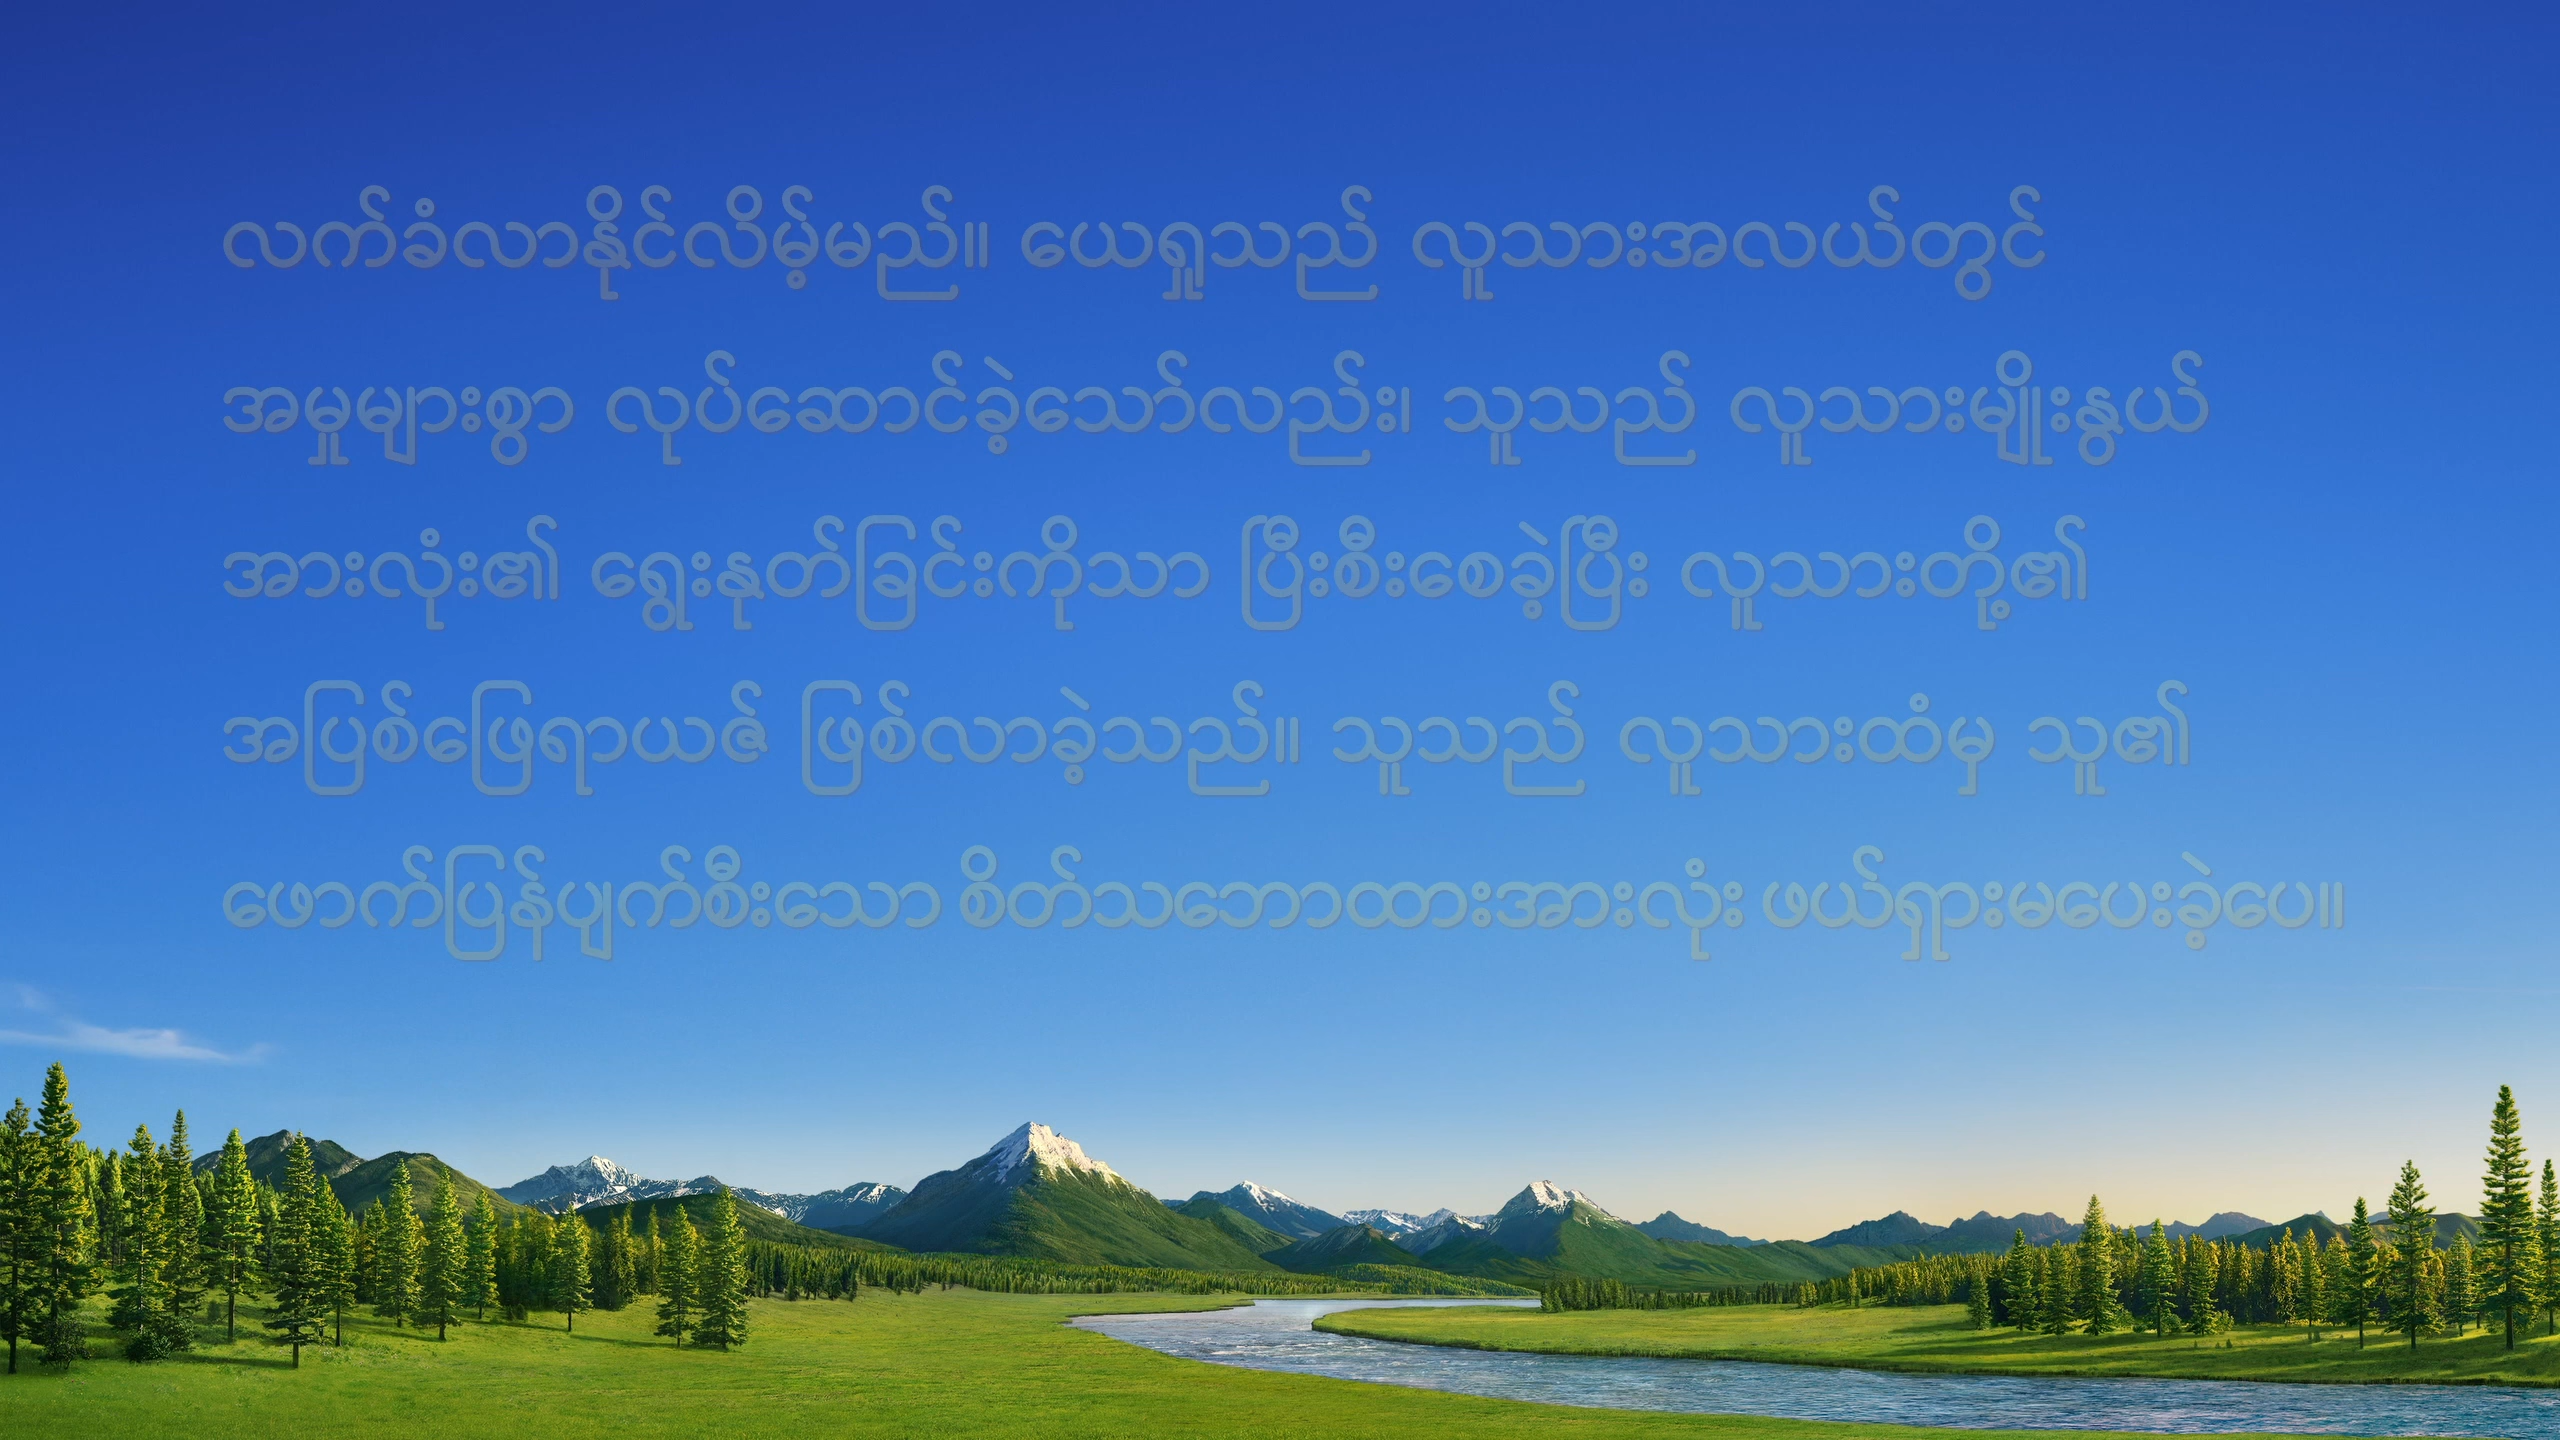 လက်ခံလာနိုင်လိမ့်မည်။ ယေရှုသည် လူသားအလယ်တွင်
အမှုများစွာ လုပ်ဆောင်ခဲ့သော်လည်း၊ သူသည် လူသားမျိုးနွယ်
အားလုံး၏ ရွေးနုတ်ခြင်းကိုသာ ပြီးစီးစေခဲ့ပြီး လူသားတို့၏
အပြစ်ဖြေရာယဇ် ဖြစ်လာခဲ့သည်။ သူသည် လူသားထံမှ သူ၏
ဖောက်ပြန်ပျက်စီးသော စိတ်သဘောထားအားလုံး ဖယ်ရှားမပေးခဲ့ပေ။